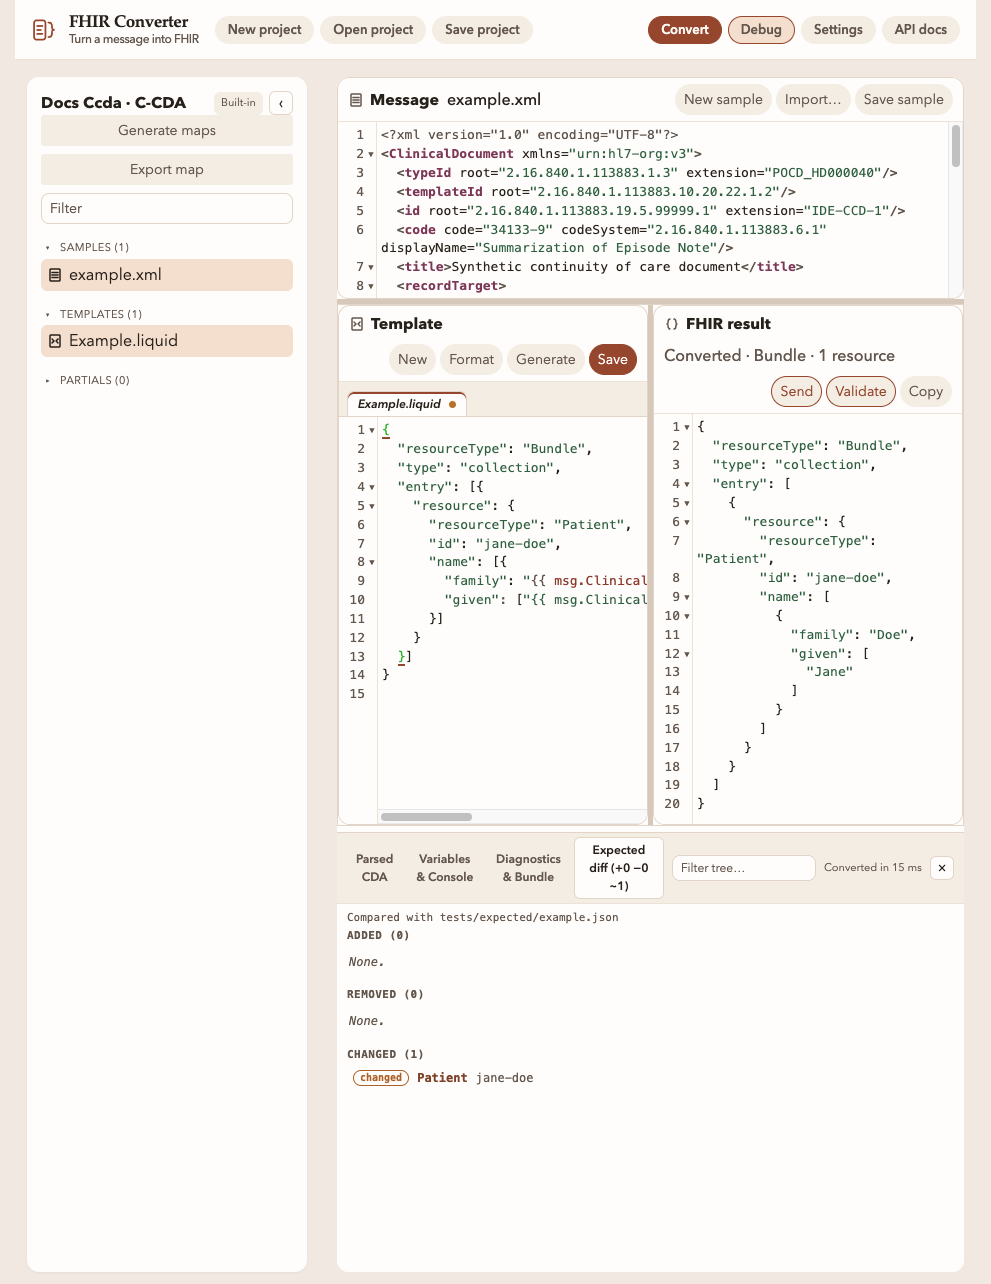 FHIR Converter
Turn a message into FHIR
New project
Open project
Save project
Convert
Debug
Settings
API docs
Docs Ccda · C-CDA
Built-in
‹
Generate maps
Export map
Filter
SAMPLES (1)
example.xml
TEMPLATES (1)
Example.liquid
PARTIALS (0)
Message example.xml
New sample
Import…
Save sample
1 <?xml version="1.0" encoding="UTF-8"?>
2 <ClinicalDocument xmlns="urn:hl7-org:v3">
3 <typeId root="2.16.840.1.113883.1.3" extension="POCD_HD000040"/>
4 <templateId root="2.16.840.1.113883.10.20.22.1.2"/>
5 <id root="2.16.840.1.113883.19.5.99999.1" extension="IDE-CCD-1"/>
6 <code code="34133-9" codeSystem="2.16.840.1.113883.6.1"
displayName="Summarization of Episode Note"/>
7 <title>Synthetic continuity of care document</title>
8 <recordTarget>
Template
New
Format
Generate
Save
Example.liquid
1 {
2 "resourceType": "Bundle",
3 "type": "collection",
4 "entry": [{
5 "resource": {
6 "resourceType": "Patient",
7 "id": "jane-doe",
8 "name": [{
9 "family": "{{ msg.Clinical
10 "given": ["{{ msg.Clinical
11 }]
12 }
13 }]
14 }
15
{} FHIR result
Converted · Bundle · 1 resource
Send
Validate
Copy
1 {
2 "resourceType": "Bundle",
3 "type": "collection",
4 "entry": [
5 {
6 "resource": {
7 "resourceType":
"Patient",
8 "id": "jane-doe",
9 "name": [
10 {
11 "family": "Doe",
12 "given": [
13 "Jane"
14 ]
15 }
16 ]
17 }
18 }
19 ]
20 }
Parsed
CDA
Variables
& Console
Diagnostics
& Bundle
Expected
diff (+0 −0
~1)
Filter tree…
Converted in 15 ms
×
Compared with tests/expected/example.json
ADDED (0)
None.
REMOVED (0)
None.
CHANGED (1)
changed Patient jane-doe